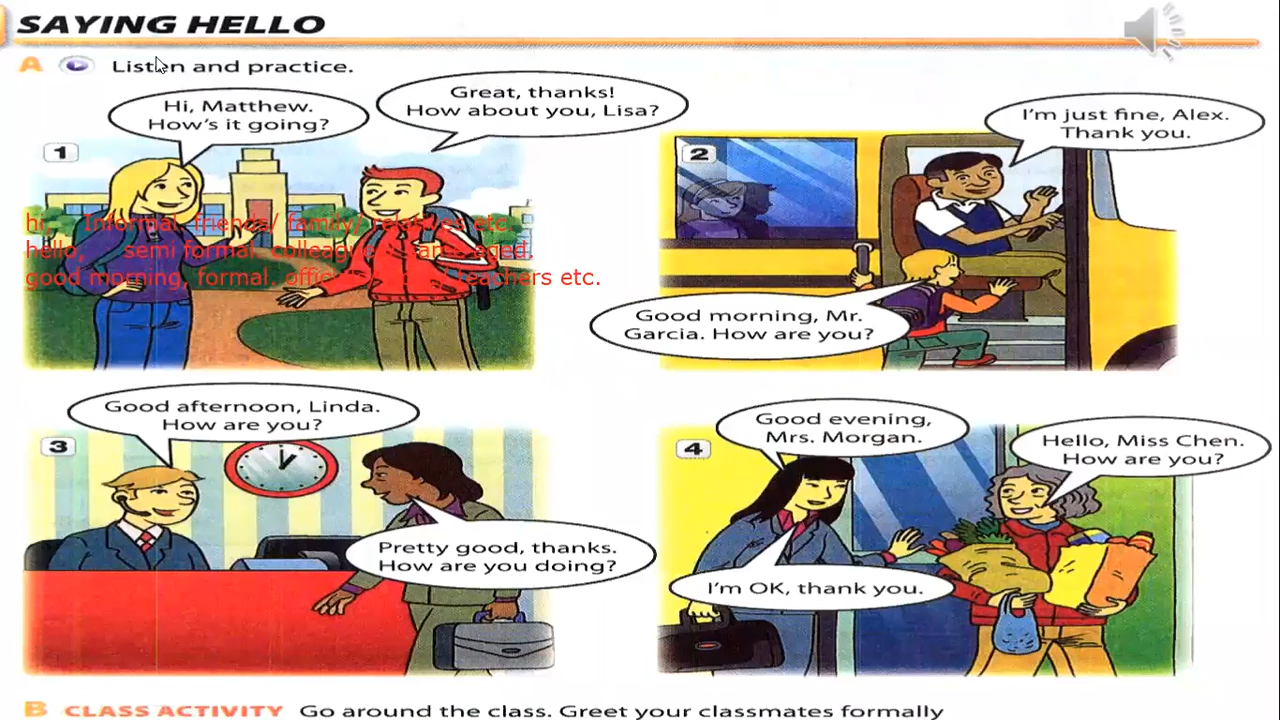 SAYING HELLO
A Listen and practice.
Hi, Matthew.
How's it going?
Great, thanks!
How about you, Lisa?
1
hi, Informal. friends/ family/ relatives etc.
hello, semi formal. colleague same aged.
good morning, formal. teachers etc.
2
I'm just fine, Alex.
Thank you.
Good morning, Mr.
Garcia. How are you?
3
Good afternoon, Linda.
How are you?
Pretty good, thanks.
How are you doing?
4
Good evening,
Mrs. Morgan.
Hello, Miss Chen.
How are you?
I'm OK, thank you.
B CLASS ACTIVITY Go around the class. Greet your classmates formally